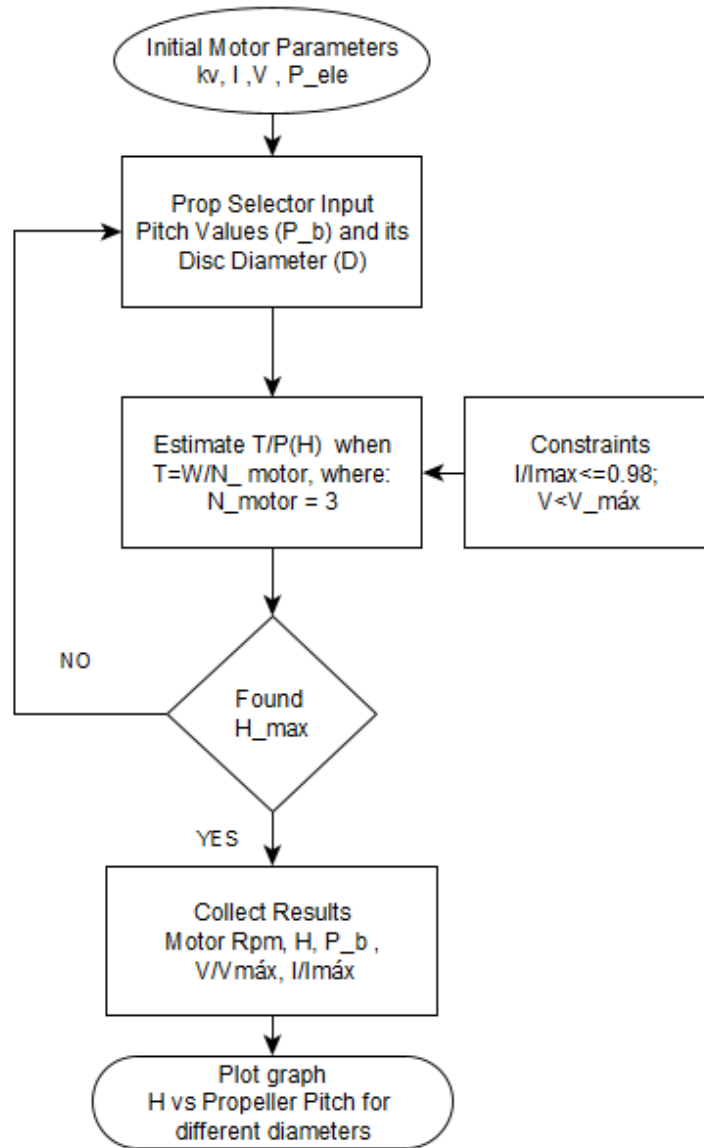 Initial Motor Parameters
kv, I ,V , P_ele
Prop Selector Input
Pitch Values (P_b) and its
Disc Diameter (D)
Estimate T/P(H) when
T=W/N_ motor, where:
N_motor = 3
Constraints
I/Imax<=0.98;
V<V_máx
NO
Found
H_max
YES
Collect Results
Motor Rpm, H, P_b ,
V/Vmáx, I/Imáx
Plot graph
H vs Propeller Pitch for
different diameters